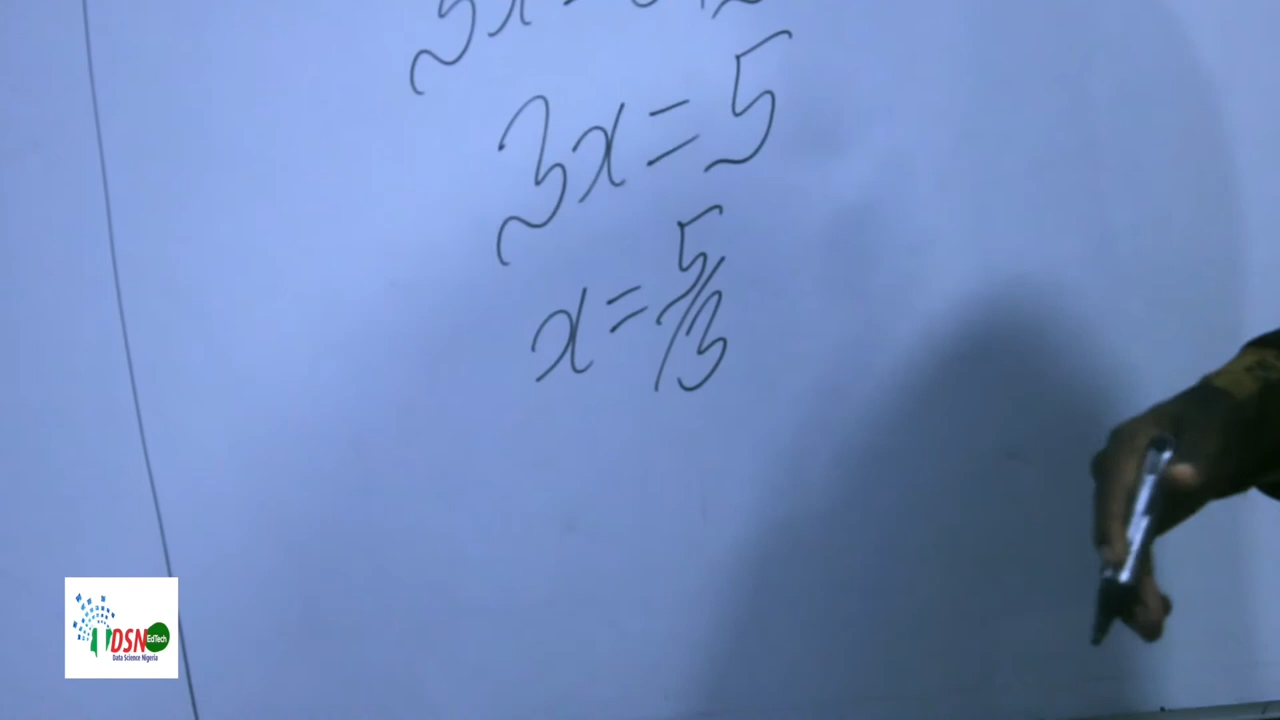 3x = 5
x = 5/3
DSN EdTech
Data Science Nigeria